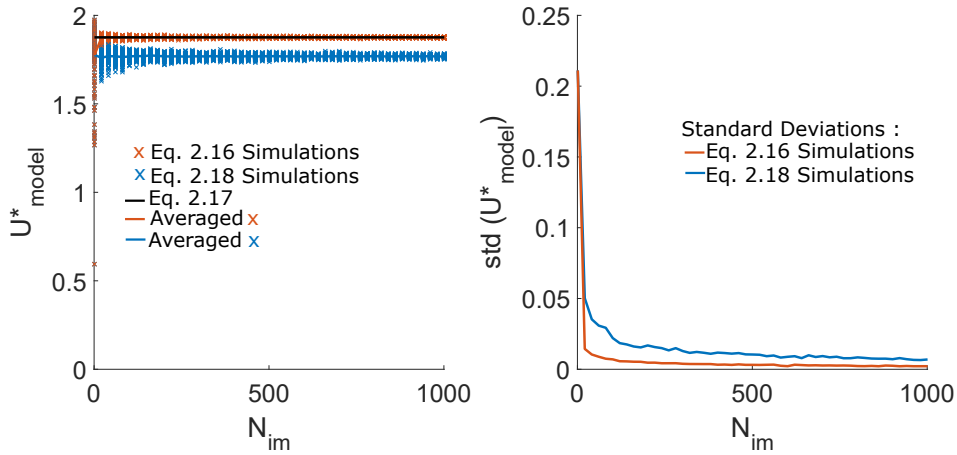 2
1.5
1
0.5
0
U*model
x Eq. 2.16 Simulations
x Eq. 2.18 Simulations
Eq. 2.17
Averaged x
Averaged x
0
500
1000
Nim
0.25
0.2
0.15
0.1
0.05
0
std (U*model)
Standard Deviations :
Eq. 2.16 Simulations
Eq. 2.18 Simulations
0
500
1000
Nim